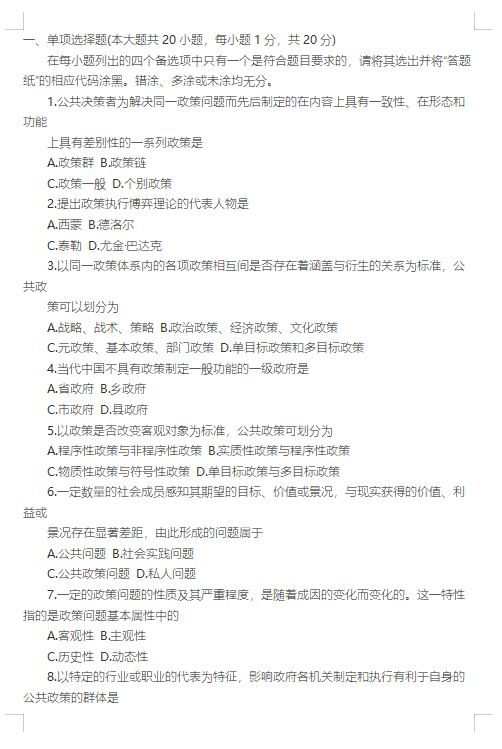 一、单项选择题(本大题共 20 小题，每小题 1 分，共 20 分)
在每小题列出的四个备选项中只有一个是符合题目要求的，请将其选出并将“答题
纸”的相应代码涂黑。错涂、多涂或未涂均无分。
1.公共决策者为解决同一政策问题而先后制定的在内容上具有一致性、在形态和
功能
上具有差别性的一系列政策是
A.政策群 B.政策链
C.政策一般 D.个别政策
2.提出政策执行博弈理论的代表人物是
A.西蒙 B.德洛尔
C.泰勒 D.尤金·巴达克
3.以同一政策体系内的各项政策相互间是否存在着涵盖与衍生的关系为标准，公
共政
策可以划分为
A.战略、战术、策略 B.政治政策、经济政策、文化政策
C.元政策、基本政策、部门政策 D.单目标政策和多目标政策
4.当代中国不具有政策制定一般功能的一级政府是
A.省政府 B.乡政府
C.市政府 D.县政府
5.以政策是否改变客观对象为标准，公共政策可划分为
A.程序性政策与非程序性政策 B.实质性政策与程序性政策
C.物质性政策与符号性政策 D.单目标政策与多目标政策
6.一定数量的社会成员感知其期望的目标、价值或景况，与现实获得的价值、利
益或
景况存在显著差距，由此形成的问题属于
A.公共问题 B.社会实践问题
C.公共政策问题 D.私人问题
7.一定的政策问题的性质及其严重程度，是随着成因的变化而变化的。这一特性
指的是政策问题基本属性中的
A.客观性 B.主观性
C.历史性 D.动态性
8.以特定的行业或职业的代表为特征，影响政府各机关制定和执行有利于自身的
公共政策的群体是